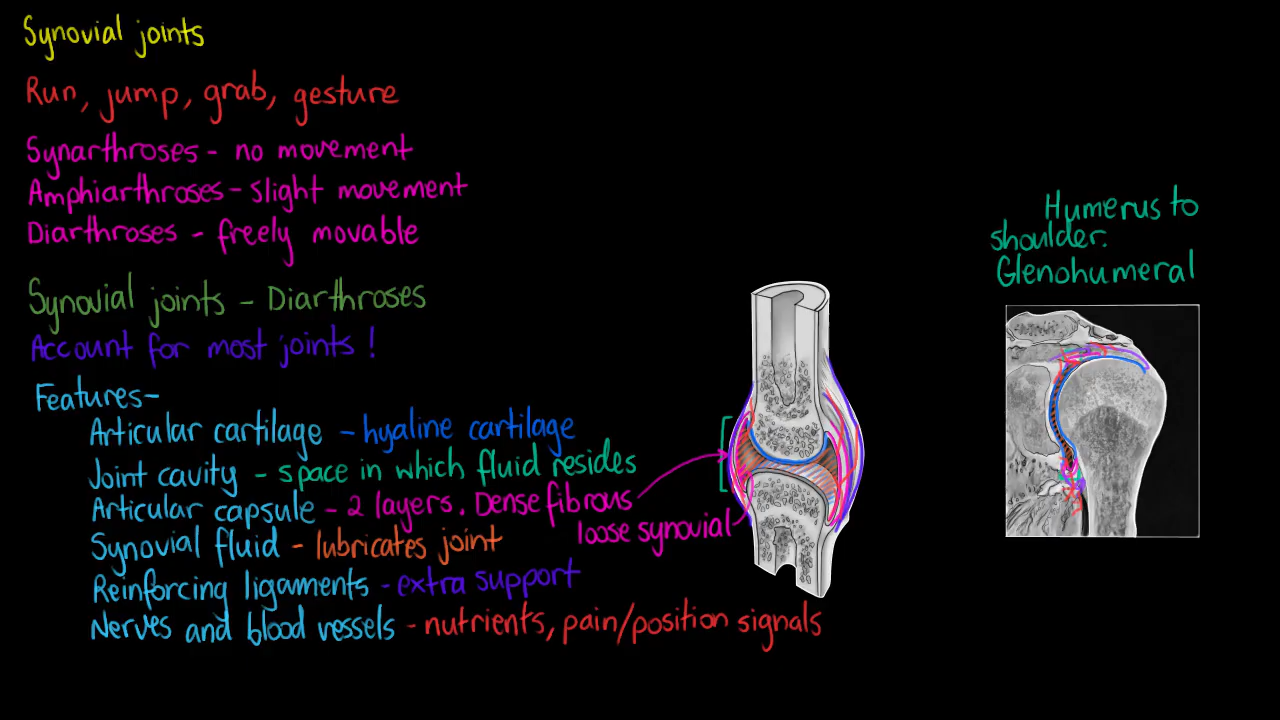 Synovial joints
Run, jump, grab, gesture
Synarthroses - no movement
Amphiarthroses - slight movement
Diarthroses - freely movable
Synovial joints - Diarthroses
Account for most joints !
Features-
Articular cartilage - hyaline cartilage
Joint cavity - space in which fluid resides
Articular capsule - 2 layers. Dense fibrous
loose synovial
Synovial fluid - lubricates joint
Reinforcing ligaments - extra support
Nerves and blood vessels - nutrients, pain/position signals
Humerus to
shoulder.
Glenohumeral